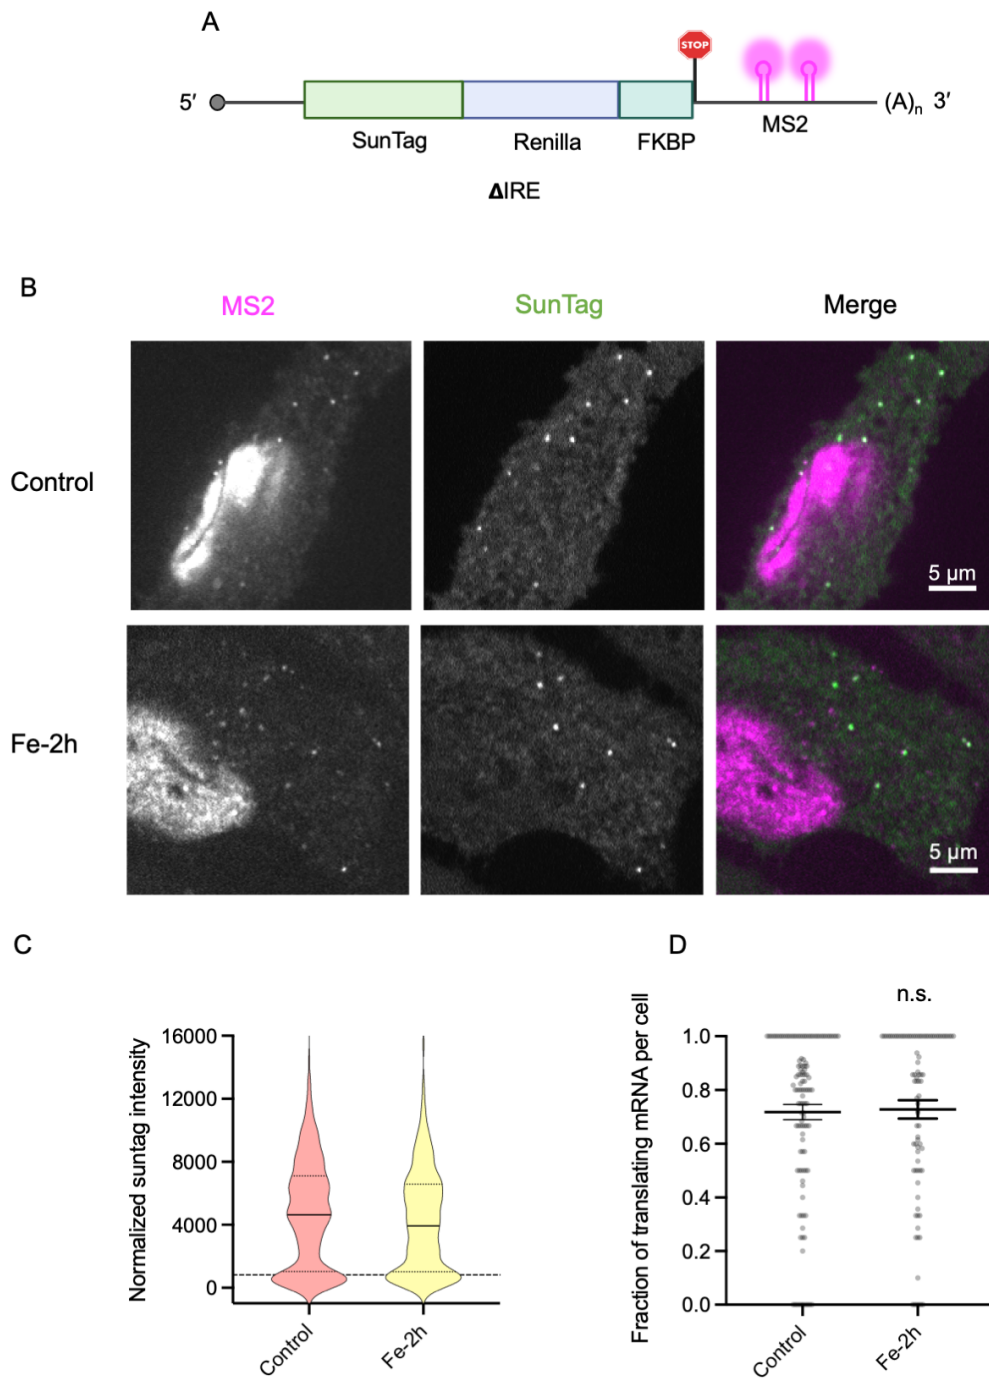 A
STOP
5′
(A)n 3′
SunTag
Renilla
FKBP
MS2
ΔIRE
B
MS2
SunTag
Merge
Control
5 µm
Fe-2h
5 µm
C
D
Normalized suntag intensity
16000
12000
8000
4000
0
Control
Fe-2h
Fraction of translating mRNA per cell
n.s.
1.0
0.8
0.6
0.4
0.2
0.0
Control
Fe-2h